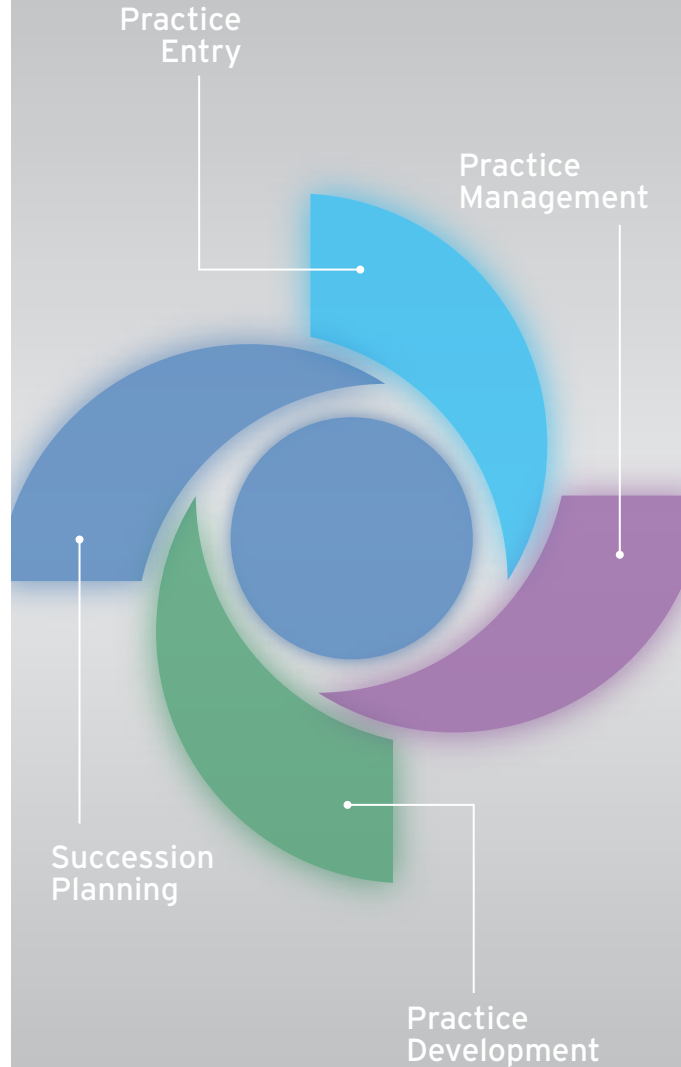 Practice
Entry
Practice
Management
Succession
Planning
Practice
Development